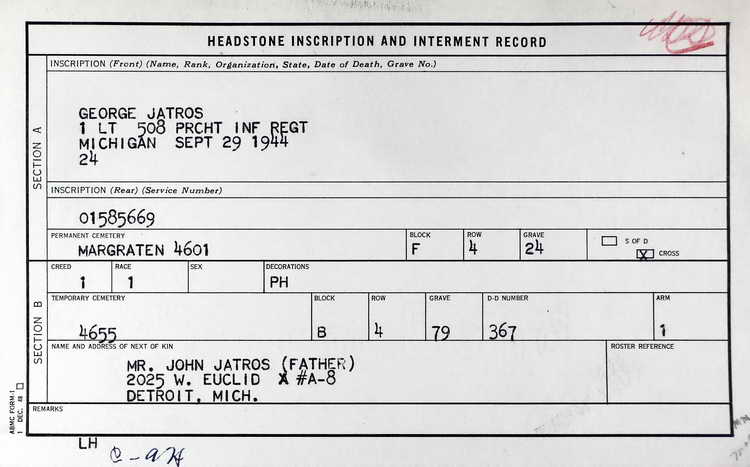 HEADSTONE INSCRIPTION AND INTERMENT RECORD
SECTION A
INSCRIPTION (Front) (Name, Rank, Organization, State, Date of Death, Grave No.)
GEORGE JATROS
1 LT 508 PRCHT INF REGT
MICHIGAN SEPT 29 1944
24
INSCRIPTION (Rear) (Service Number)
01585669
PERMANENT CEMETERY BLOCK ROW GRAVE
MARGRATEN 4601 F 4 24
S OF D
X CROSS
SECTION B
CREED RACE SEX DECORATIONS
1 1 PH
TEMPORARY CEMETERY BLOCK ROW GRAVE D-D NUMBER ARM
4655 B 4 79 367 1
NAME AND ADDRESS OF NEXT OF KIN ROSTER REFERENCE
MR. JOHN JATROS (FATHER)
2025 W. EUCLID #A-8
DETROIT, MICH.
REMARKS
ABMC FORM-1
1 DEC. 48
LH